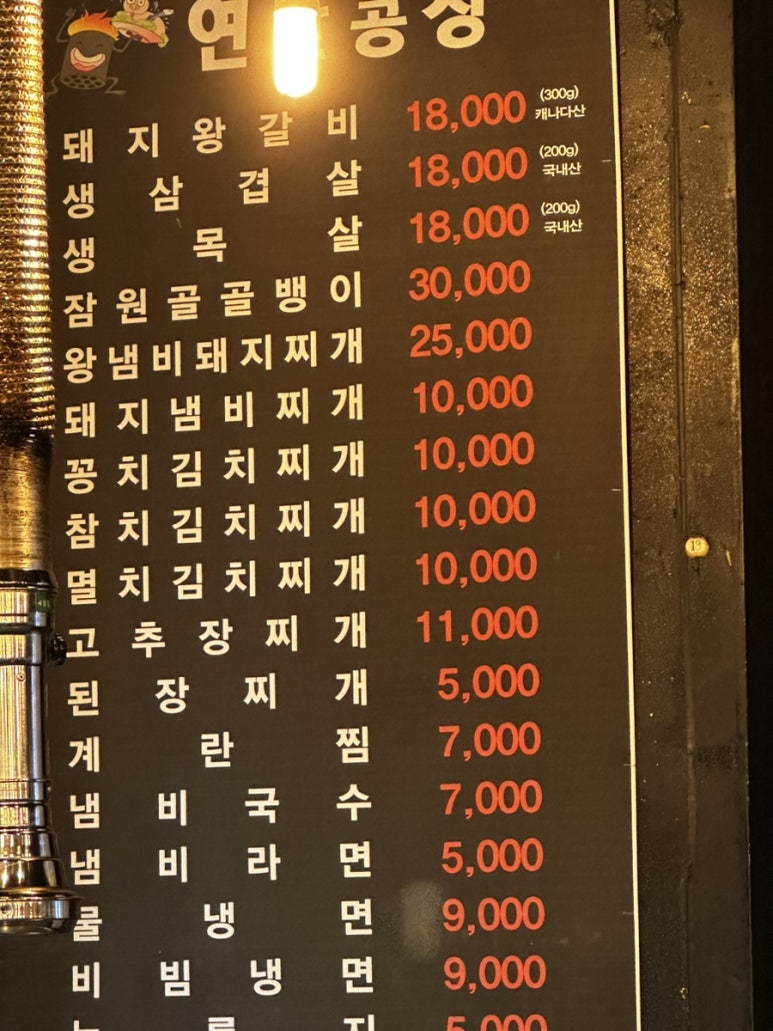 연 공장
돼지왕갈비 18,000 (300g) 캐나다산
생삼겹살 18,000 (200g) 국내산
생목살 18,000 (200g) 국내산
잠원골골뱅이 30,000
왕냄비돼지찌개 25,000
돼지냄비찌개 10,000
꽁치김치찌개 10,000
참치김치찌개 10,000
멸치김치찌개 10,000
고추장찌개 11,000
된장찌개 5,000
계란찜 7,000
냄비국수 7,000
냄비라면 5,000
물냉면 9,000
비빔냉면 9,000
5,000
13